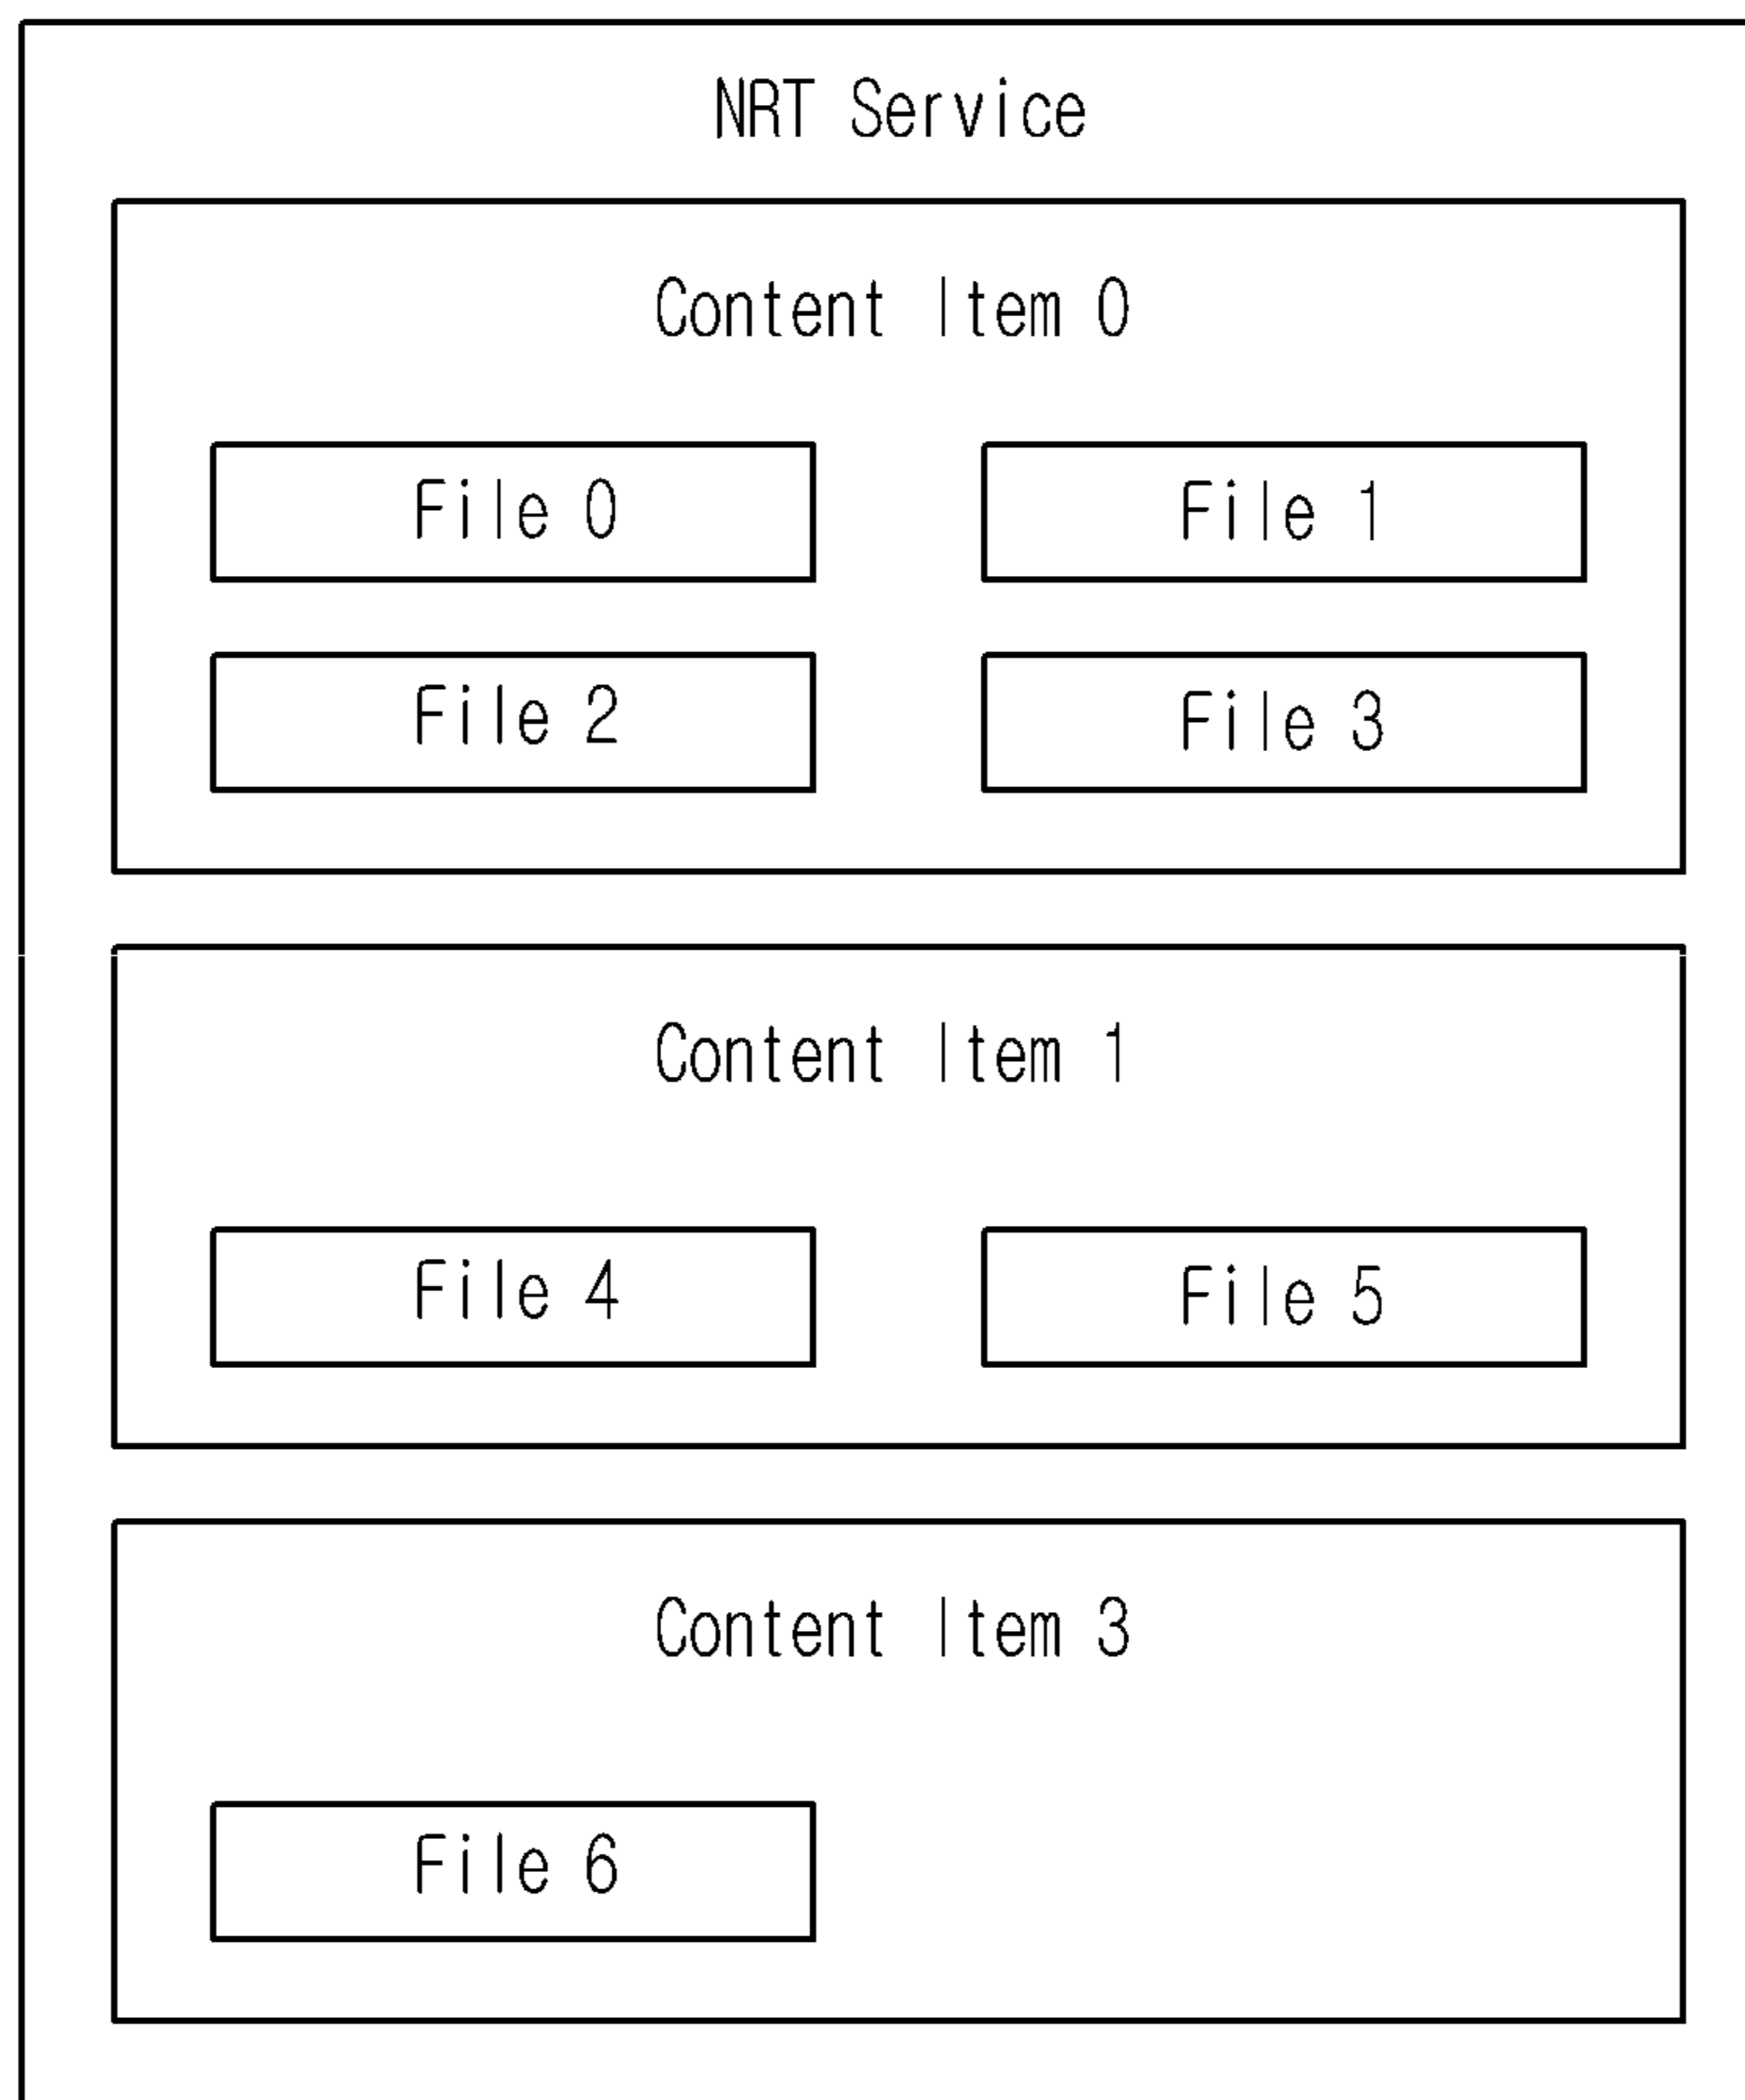 NRT Service
Content Item 0
File 0
File 1
File 2
File 3
Content Item 1
File 4
File 5
Content Item 3
File 6